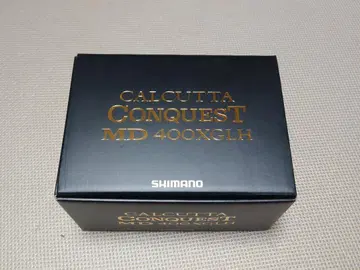 CALCUTTA
CONQUEST
MD 400XGLH
SHIMANO
CALCUTTA
CONQUEST
MD 400XGLH